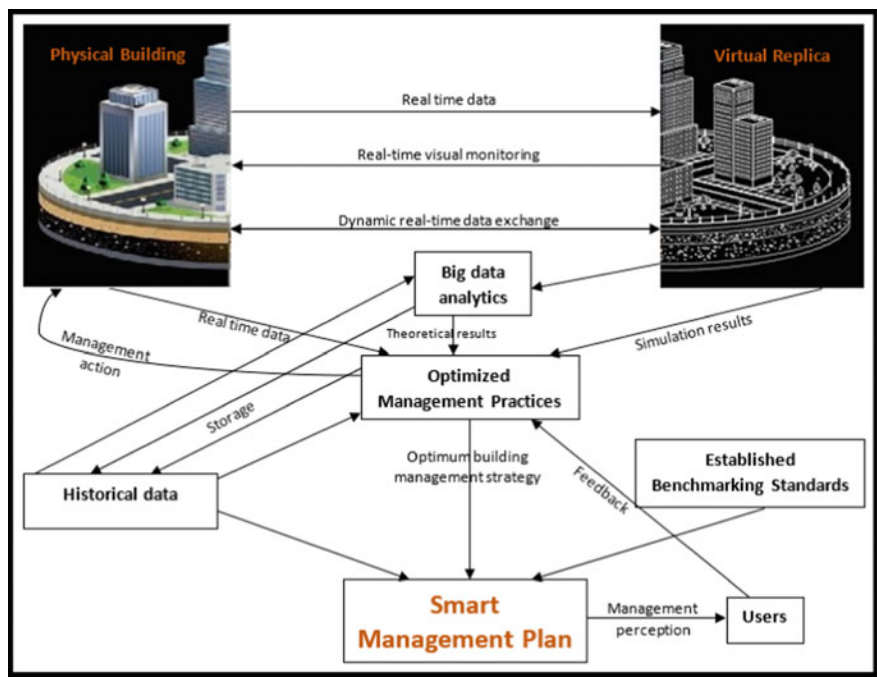 Physical Building
Virtual Replica
Real time data
Real-time visual monitoring
Dynamic real-time data exchange
Big data
analytics
Real time data
Theoretical results
Simulation results
Management
action
Optimized
Management Practices
Storage
Optimum building
management strategy
Feedback
Established
Benchmarking Standards
Historical data
Smart
Management Plan
Management
perception
Users